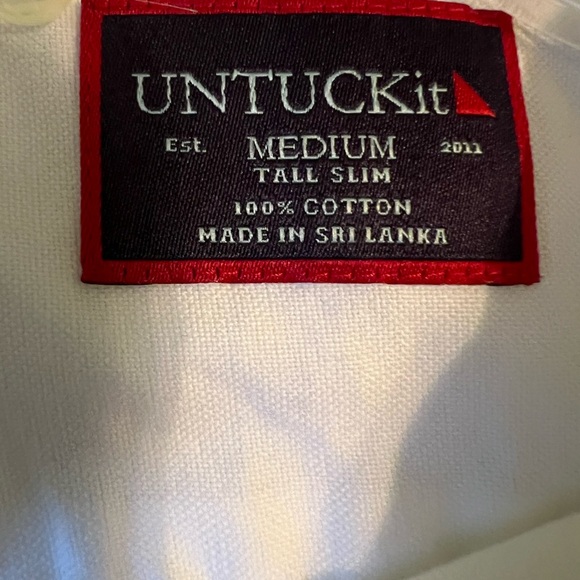 UNTUCKit
Est. MEDIUM 2011
TALL SLIM
100% COTTON
MADE IN SRI LANKA